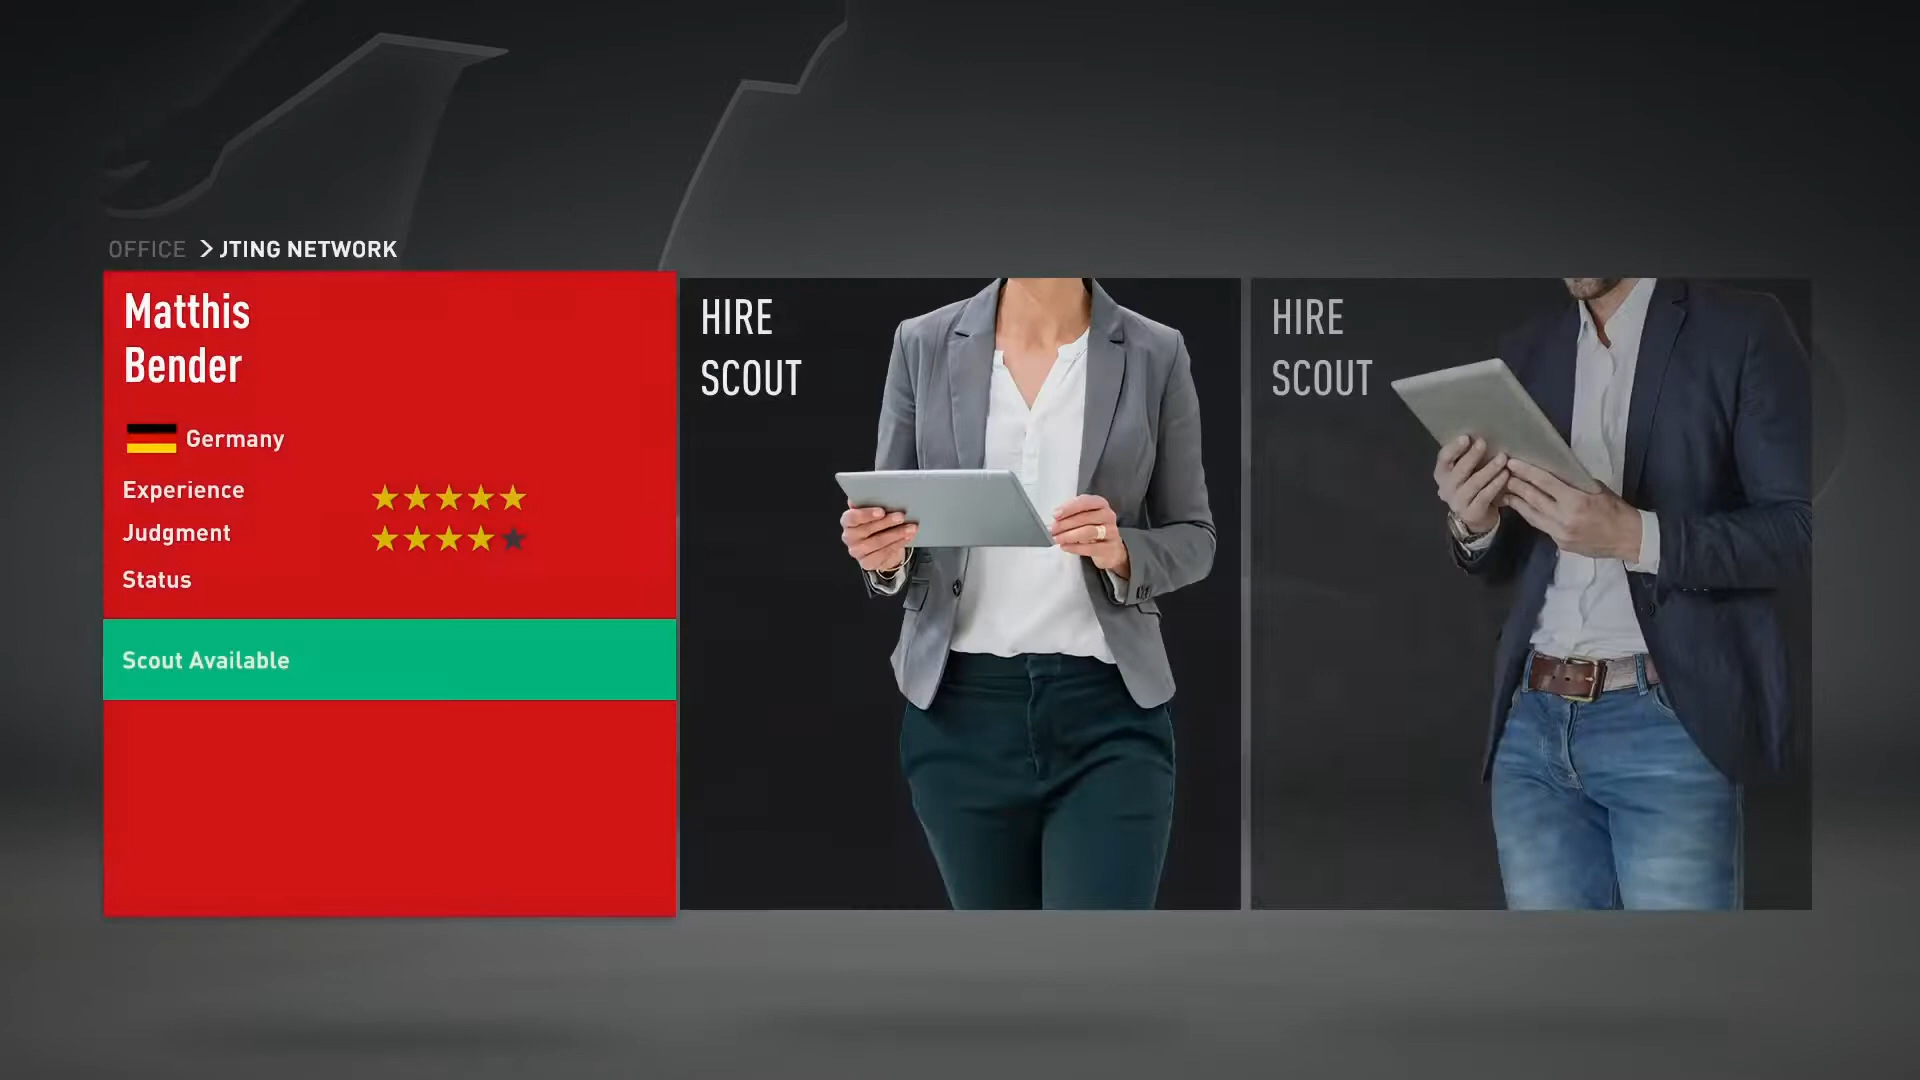 OFFICE > JTING NETWORK
Matthis
Bender
Germany
Experience
Judgment
Status
Scout Available
HIRE
SCOUT
HIRE
SCOUT